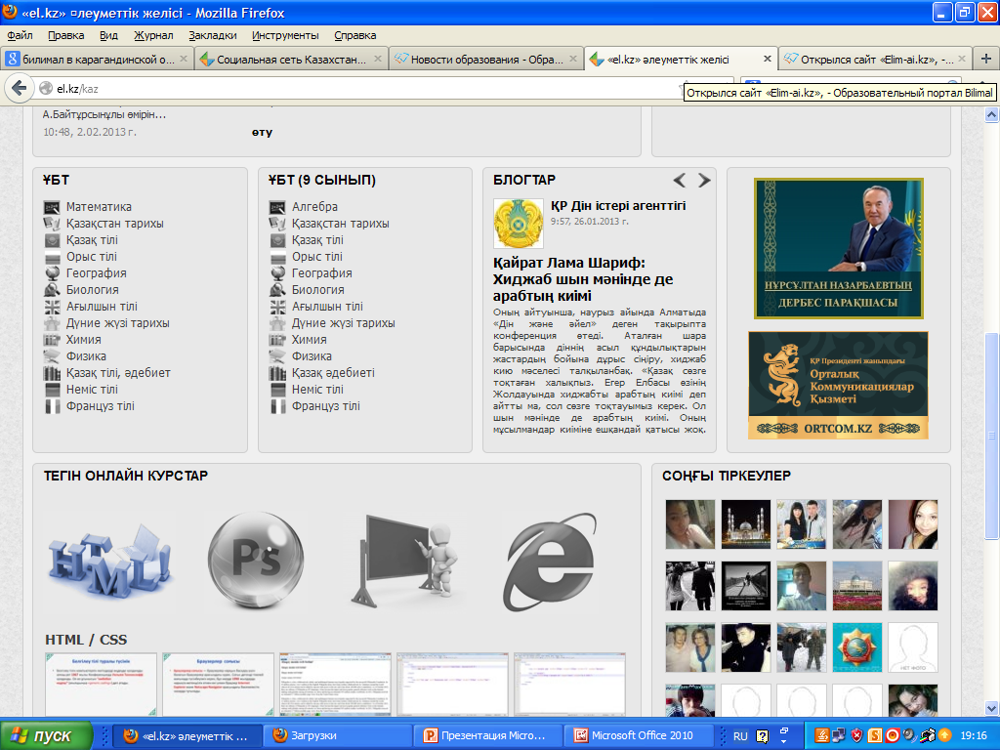 «el.kz» □леуметтік желісі - Mozilla Firefox
Файл Правка Вид Журнал Закладки Инструменты Справка
билимал в карагандинской о...
Социальная сеть Казахстан...
Новости образования - Обра...
«el.kz» әлеуметтік желісі
Открылся сайт «Elim-ai.kz», -...
el.kz/kaz
Открылся сайт «Elim-ai.kz», - Образовательный портал Bilimal
А.Байтұрсынұлы өмірін...
10:48, 2.02.2013 г.
өту
ҰБТ
Математика
Қазақстан тарихы
Қазақ тілі
Орыс тілі
География
Биология
Ағылшын тілі
Дүние жүзі тарихы
Химия
Физика
Қазақ тілі, әдебиет
Неміс тілі
Француз тілі
ҰБТ (9 СЫНЫП)
Алгебра
Қазақстан тарихы
Қазақ тілі
Орыс тілі
География
Биология
Ағылшын тілі
Дүние жүзі тарихы
Химия
Физика
Қазақ әдебиеті
Неміс тілі
Француз тілі
БЛОГТАР
ҚР Дін істері агенттігі
9:57, 26.01.2013 г.
Қайрат Лама Шариф:
Хиджаб шын мәнінде де
арабтың киімі
Оның айтуынша, наурыз айында Алматыда
«Дін және әйел» деген тақырыпта
конференция өтеді. Аталған шара
барысында діннің асыл құндылықтарын
жастардың бойына дұрыс сіңіру, хиджаб
кию мәселесі талқыланбақ. «Қазақ сөзге
тоқтаған халықпыз. Егер Елбасы өзінің
Жолдауында хиджабты арабтың киімі деп
айтты ма, сол сөзге тоқтауымыз керек. Ол
шын мәнінде де арабтың киімі. Оның
мұсылмандар киіміне ешқандай қатысы жоқ.
НҰРСҰЛТАН НАЗАРБАЕВТЫҢ
ДЕРБЕС ПАРАҚШАСЫ
ҚР Президенті жанындағы
Орталық
Коммуникациялар
Қызметі
ORTCOM.KZ
ТЕГІН ОНЛАЙН КУРСТАР
HTML!
Ps
HTML / CSS
Белгілеу тілі туралы түсінік
Браузерлер соғысы
СОҢҒЫ ТІРКЕУЛЕР
НЕТ ФОТО
пуск
«el.kz» әлеуметтік ...
Загрузки
Презентация Micro...
Microsoft Office 2010
RU
19:16